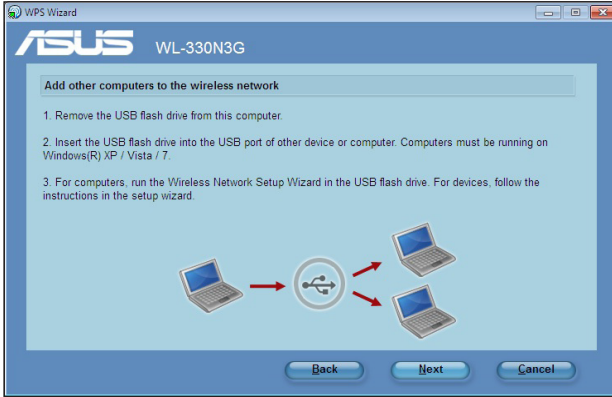 WPS Wizard
ASUS WL-330N3G
Add other computers to the wireless network
1. Remove the USB flash drive from this computer.
2. Insert the USB flash drive into the USB port of other device or computer. Computers must be running on
Windows(R) XP / Vista / 7.
3. For computers, run the Wireless Network Setup Wizard in the USB flash drive. For devices, follow the
instructions in the setup wizard.
Back Next Cancel